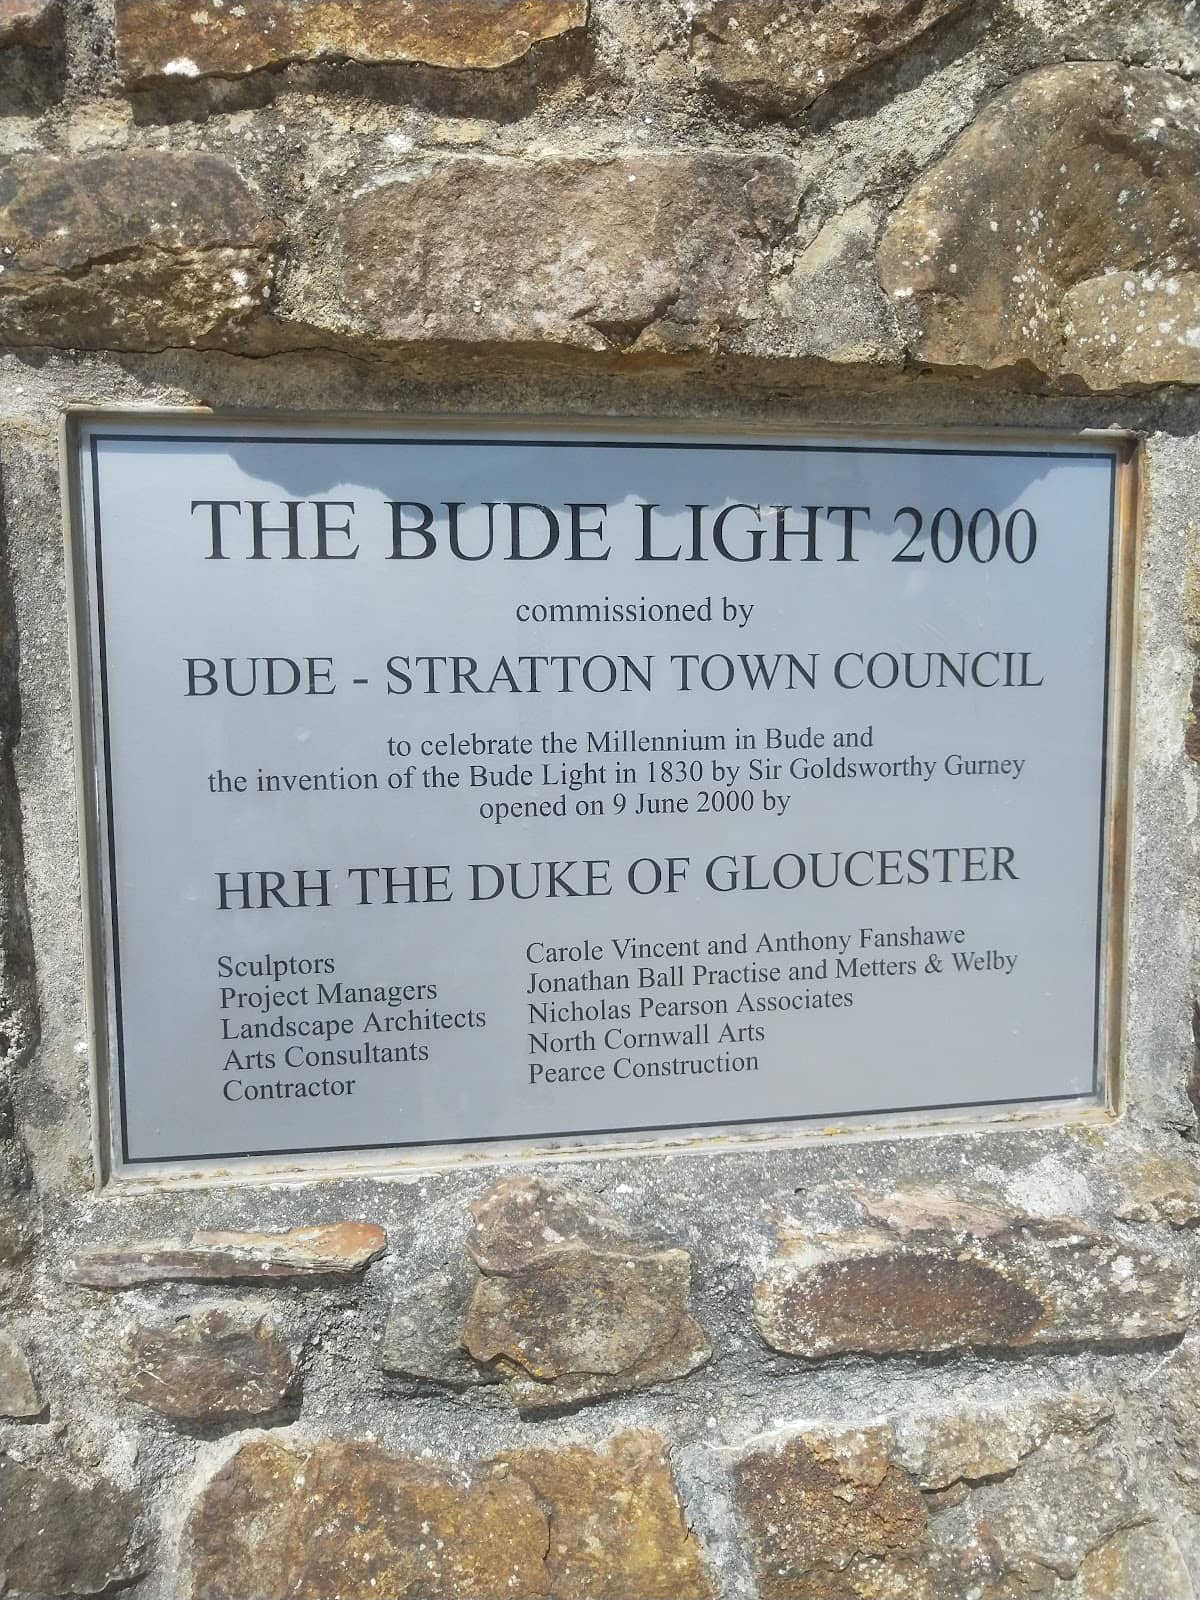 THE BUDE LIGHT 2000
commissioned by
BUDE - STRATTON TOWN COUNCIL
to celebrate the Millennium in Bude and
the invention of the Bude Light in 1830 by Sir Goldsworthy Gurney
opened on 9 June 2000 by
HRH THE DUKE OF GLOUCESTER
Sculptors Carole Vincent and Anthony Fanshawe
Project Managers Jonathan Ball Practise and Metters & Welby
Landscape Architects Nicholas Pearson Associates
Arts Consultants North Cornwall Arts
Contractor Pearce Construction